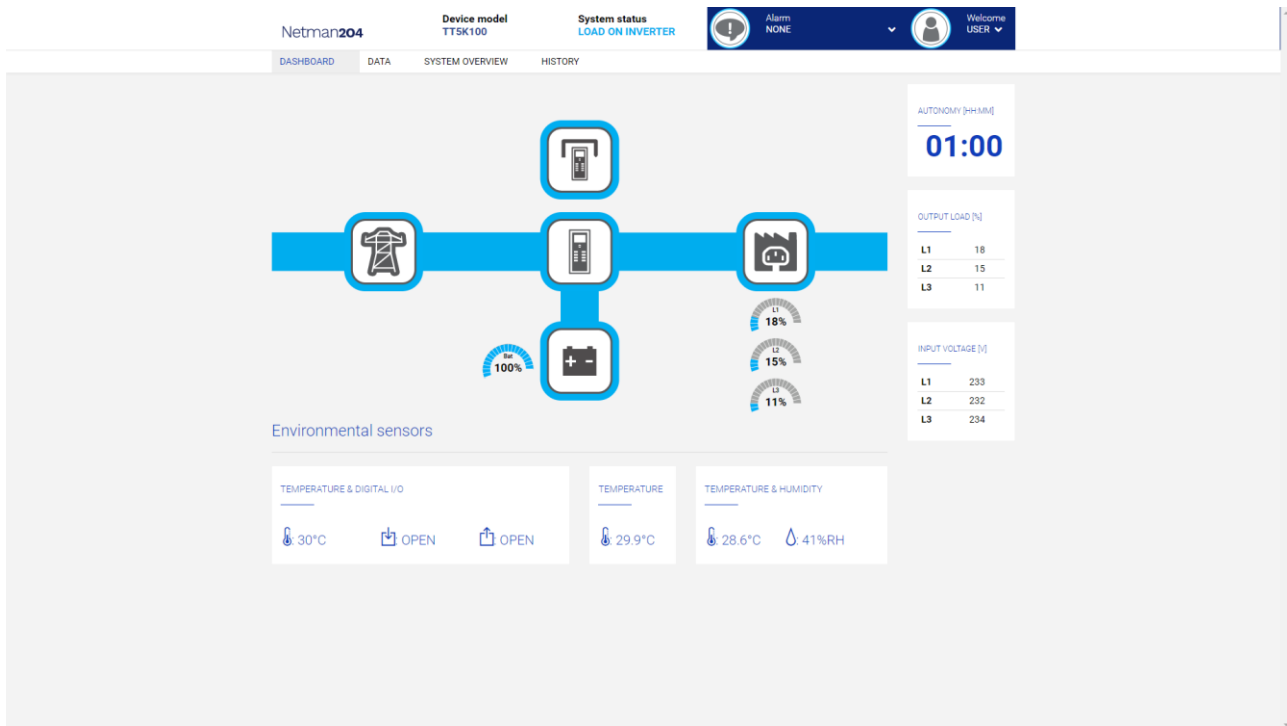 Netman204
Device model
TT5K100
System status
LOAD ON INVERTER
Alarm
NONE
Welcome
USER
DASHBOARD DATA SYSTEM OVERVIEW HISTORY
AUTONOMY [HH:MM]
01:00
OUTPUT LOAD [%]
L1 18
L2 15
L3 11
INPUT VOLTAGE [V]
L1 233
L2 232
L3 234
L1
18%
L2
15%
L3
11%
Bat
100%
Environmental sensors
TEMPERATURE & DIGITAL I/O
: 30°C : OPEN : OPEN
TEMPERATURE
: 29.9°C
TEMPERATURE & HUMIDITY
: 28.6°C : 41%RH